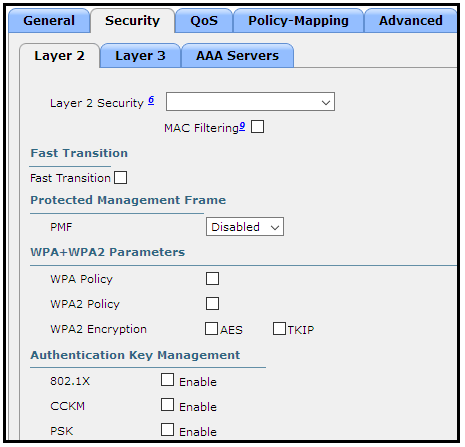 General Security QoS Policy-Mapping Advanced
Layer 2 Layer 3 AAA Servers
Layer 2 Security 6
MAC Filtering 9
Fast Transition
Fast Transition
Protected Management Frame
PMF Disabled
WPA+WPA2 Parameters
WPA Policy
WPA2 Policy
WPA2 Encryption AES TKIP
Authentication Key Management
802.1X Enable
CCKM Enable
PSK Enable